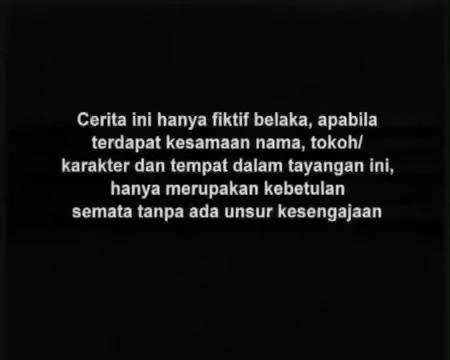 Cerita ini hanya fiktif belaka, apabila
terdapat kesamaan nama, tokoh/
karakter dan tempat dalam tayangan ini,
hanya merupakan kebetulan
semata tanpa ada unsur kesengajaan